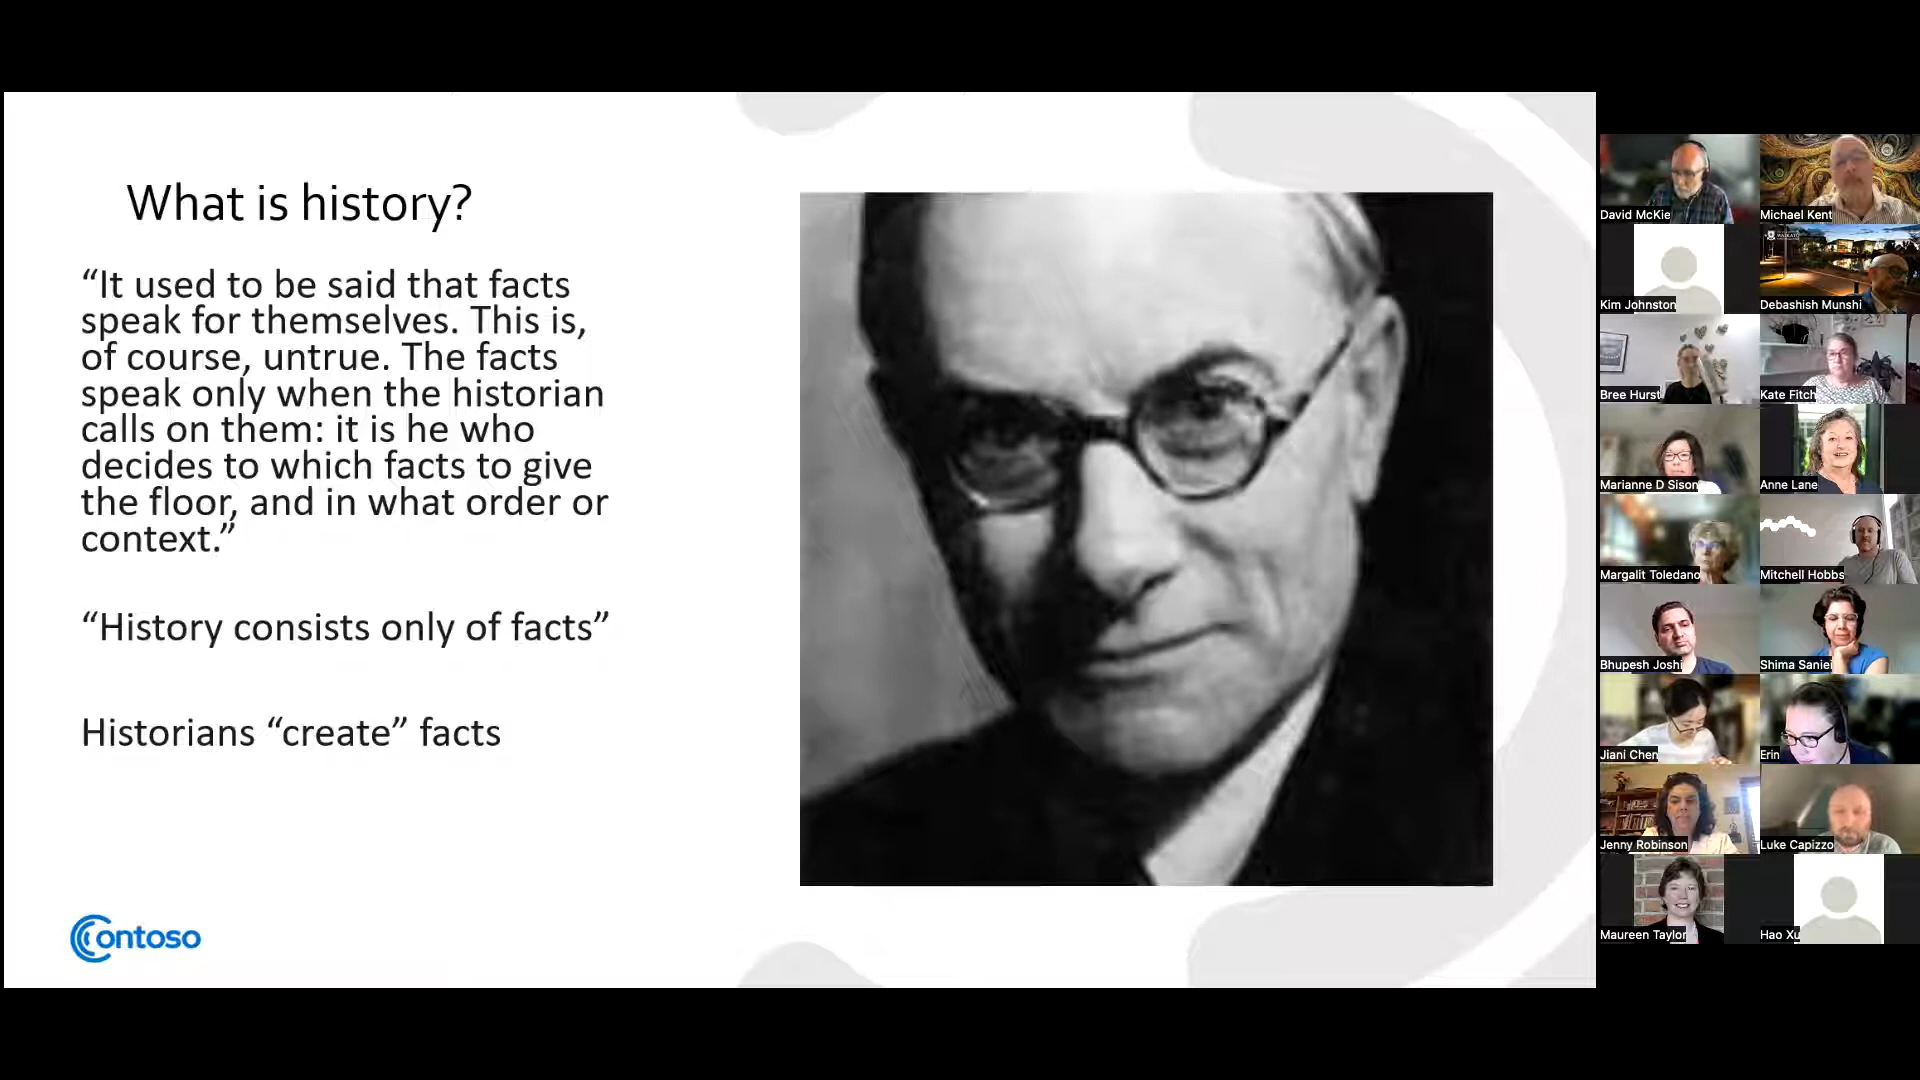 What is history?
“It used to be said that facts
speak for themselves. This is,
of course, untrue. The facts
speak only when the historian
calls on them: it is he who
decides to which facts to give
the floor, and in what order or
context.”
“History consists only of facts”
Historians “create” facts
Contoso
David McKie
Michael Kent
Kim Johnston
Debashish Munshi
Bree Hurst
Kate Fitch
Marianne D Sison
Anne Lane
Margalit Toledano
Mitchell Hobbs
Bhupesh Joshi
Shima Saniei
Jiani Chen
Erin
Jenny Robinson
Luke Capizzo
Maureen Taylor
Hao Xu